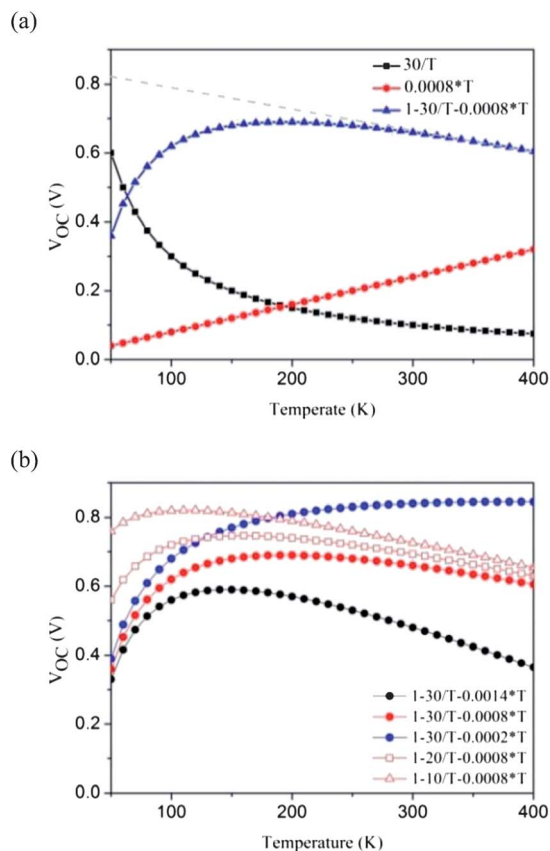 (a)
30/T
0.0008*T
1-30/T-0.0008*T
0.8
0.6
0.4
0.2
0.0
V_OC (V)
100
200
300
400
Temperate (K)
(b)
0.8
0.6
0.4
0.2
0.0
V_OC (V)
1-30/T-0.0014*T
1-30/T-0.0008*T
1-30/T-0.0002*T
1-20/T-0.0008*T
1-10/T-0.0008*T
100
200
300
400
Temperature (K)